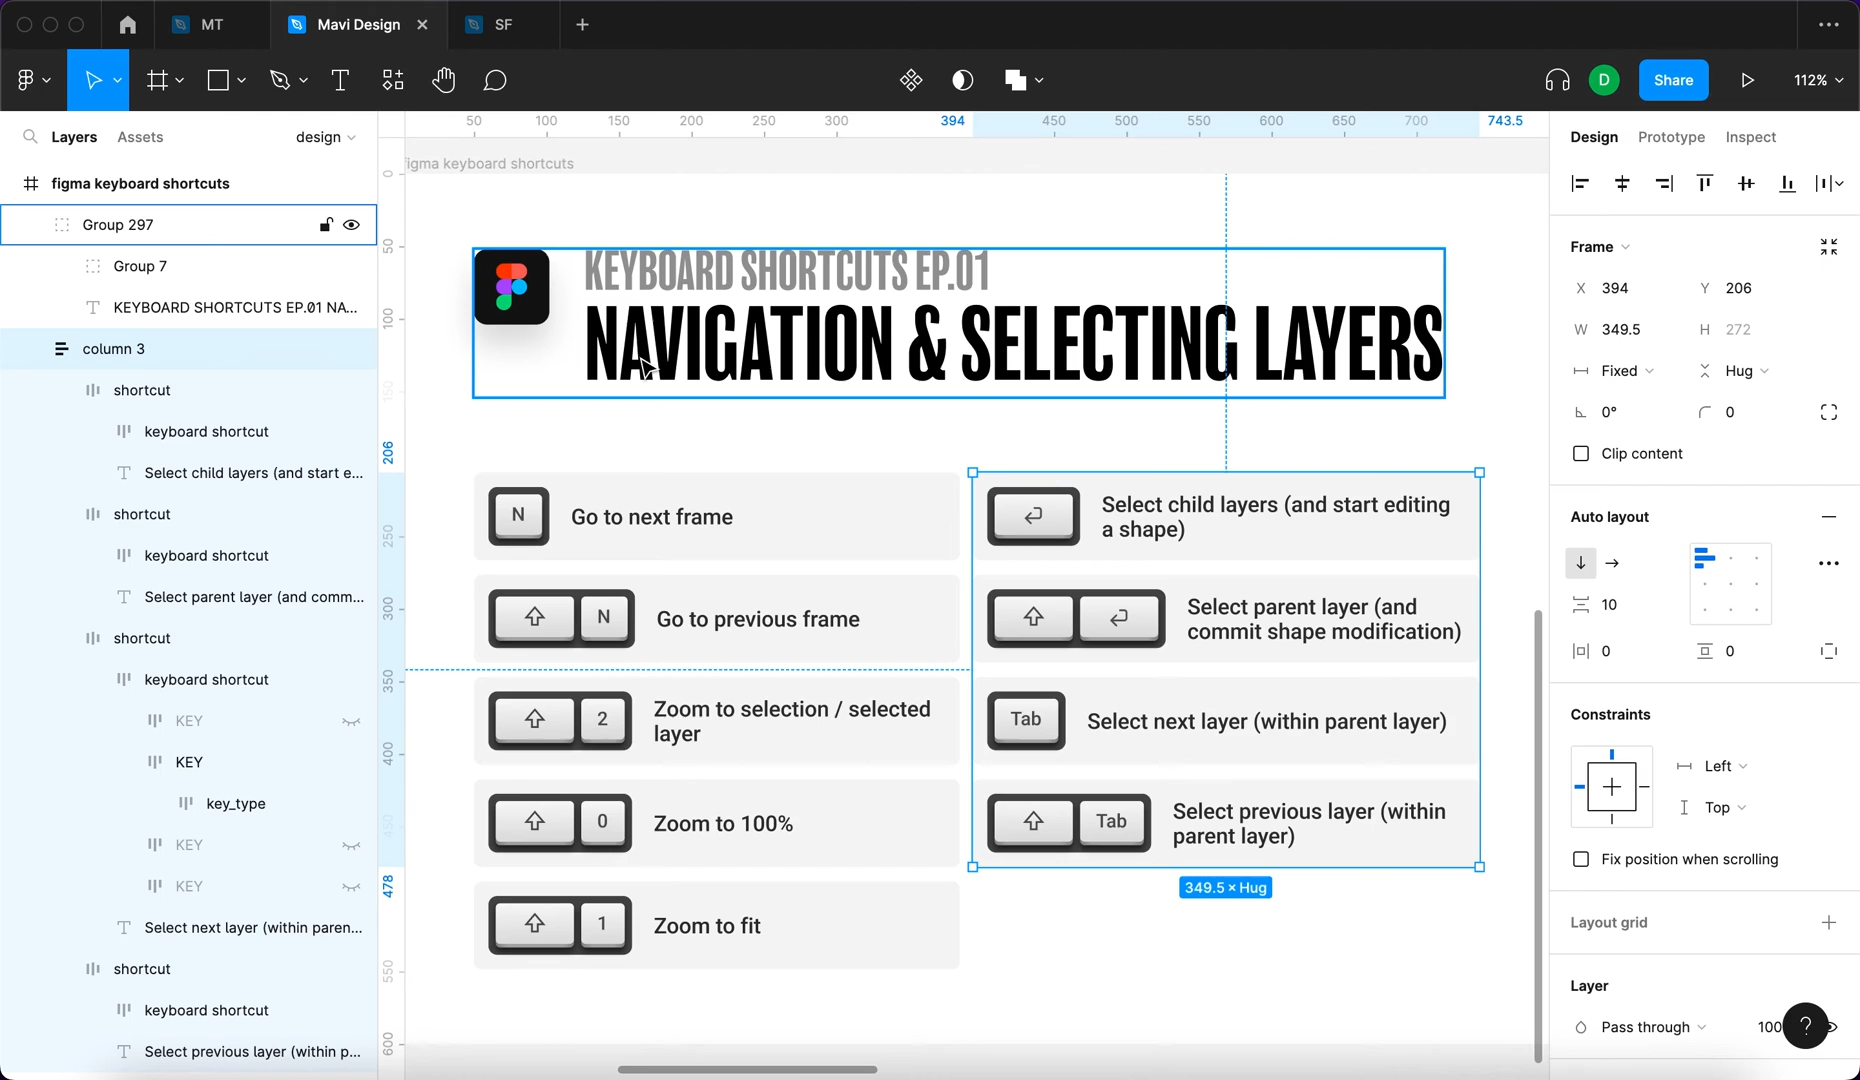 MT
Mavi Design
SF
D
Share
112%
Layers
Assets
design
figma keyboard shortcuts
Group 297
Group 7
KEYBOARD SHORTCUTS EP.01 NA...
column 3
shortcut
keyboard shortcut
Select child layers (and start e...
shortcut
keyboard shortcut
Select parent layer (and comm...
shortcut
keyboard shortcut
KEY
KEY
key_type
KEY
KEY
Select next layer (within paren...
shortcut
keyboard shortcut
Select previous layer (within p...
50 100 150 200 250 300 394 450 500 550 600 650 700 743.5
0
50
100
150
206
250
300
350
400
450
478
550
600
figma keyboard shortcuts
KEYBOARD SHORTCUTS EP.01
NAVIGATION & SELECTING LAYERS
N Go to next frame
N Go to previous frame
2 Zoom to selection / selected
layer
0 Zoom to 100%
1 Zoom to fit
Select child layers (and start editing
a shape)
Select parent layer (and
commit shape modification)
Tab Select next layer (within parent layer)
Tab Select previous layer (within
parent layer)
349.5 × Hug
Design
Prototype
Inspect
Frame
X 394 Y 206
W 349.5 H 272
Fixed Hug
0° 0
Clip content
Auto layout
10
0 0
Constraints
Left
Top
Fix position when scrolling
Layout grid
Layer
Pass through 100
?